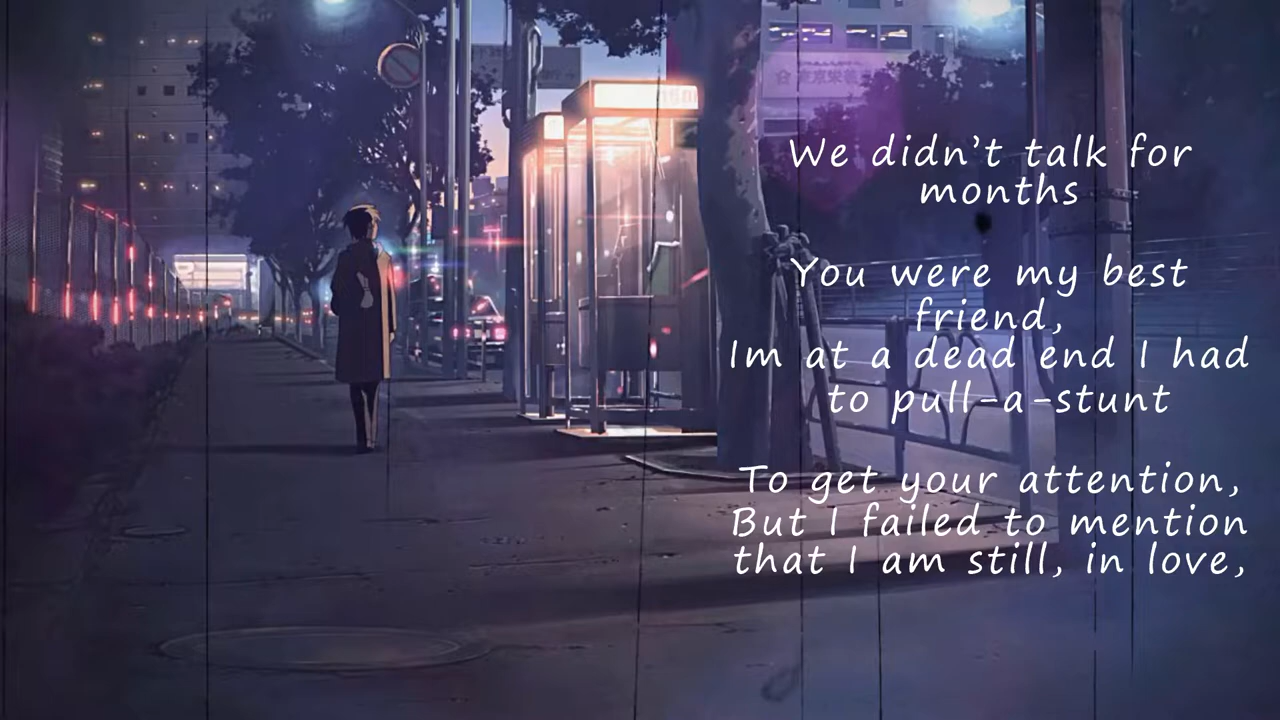 We didn't talk for
months
You were my best
friend,
Im at a dead end I had
to pull-a-stunt
To get your attention,
But I failed to mention
that I am still, in love,